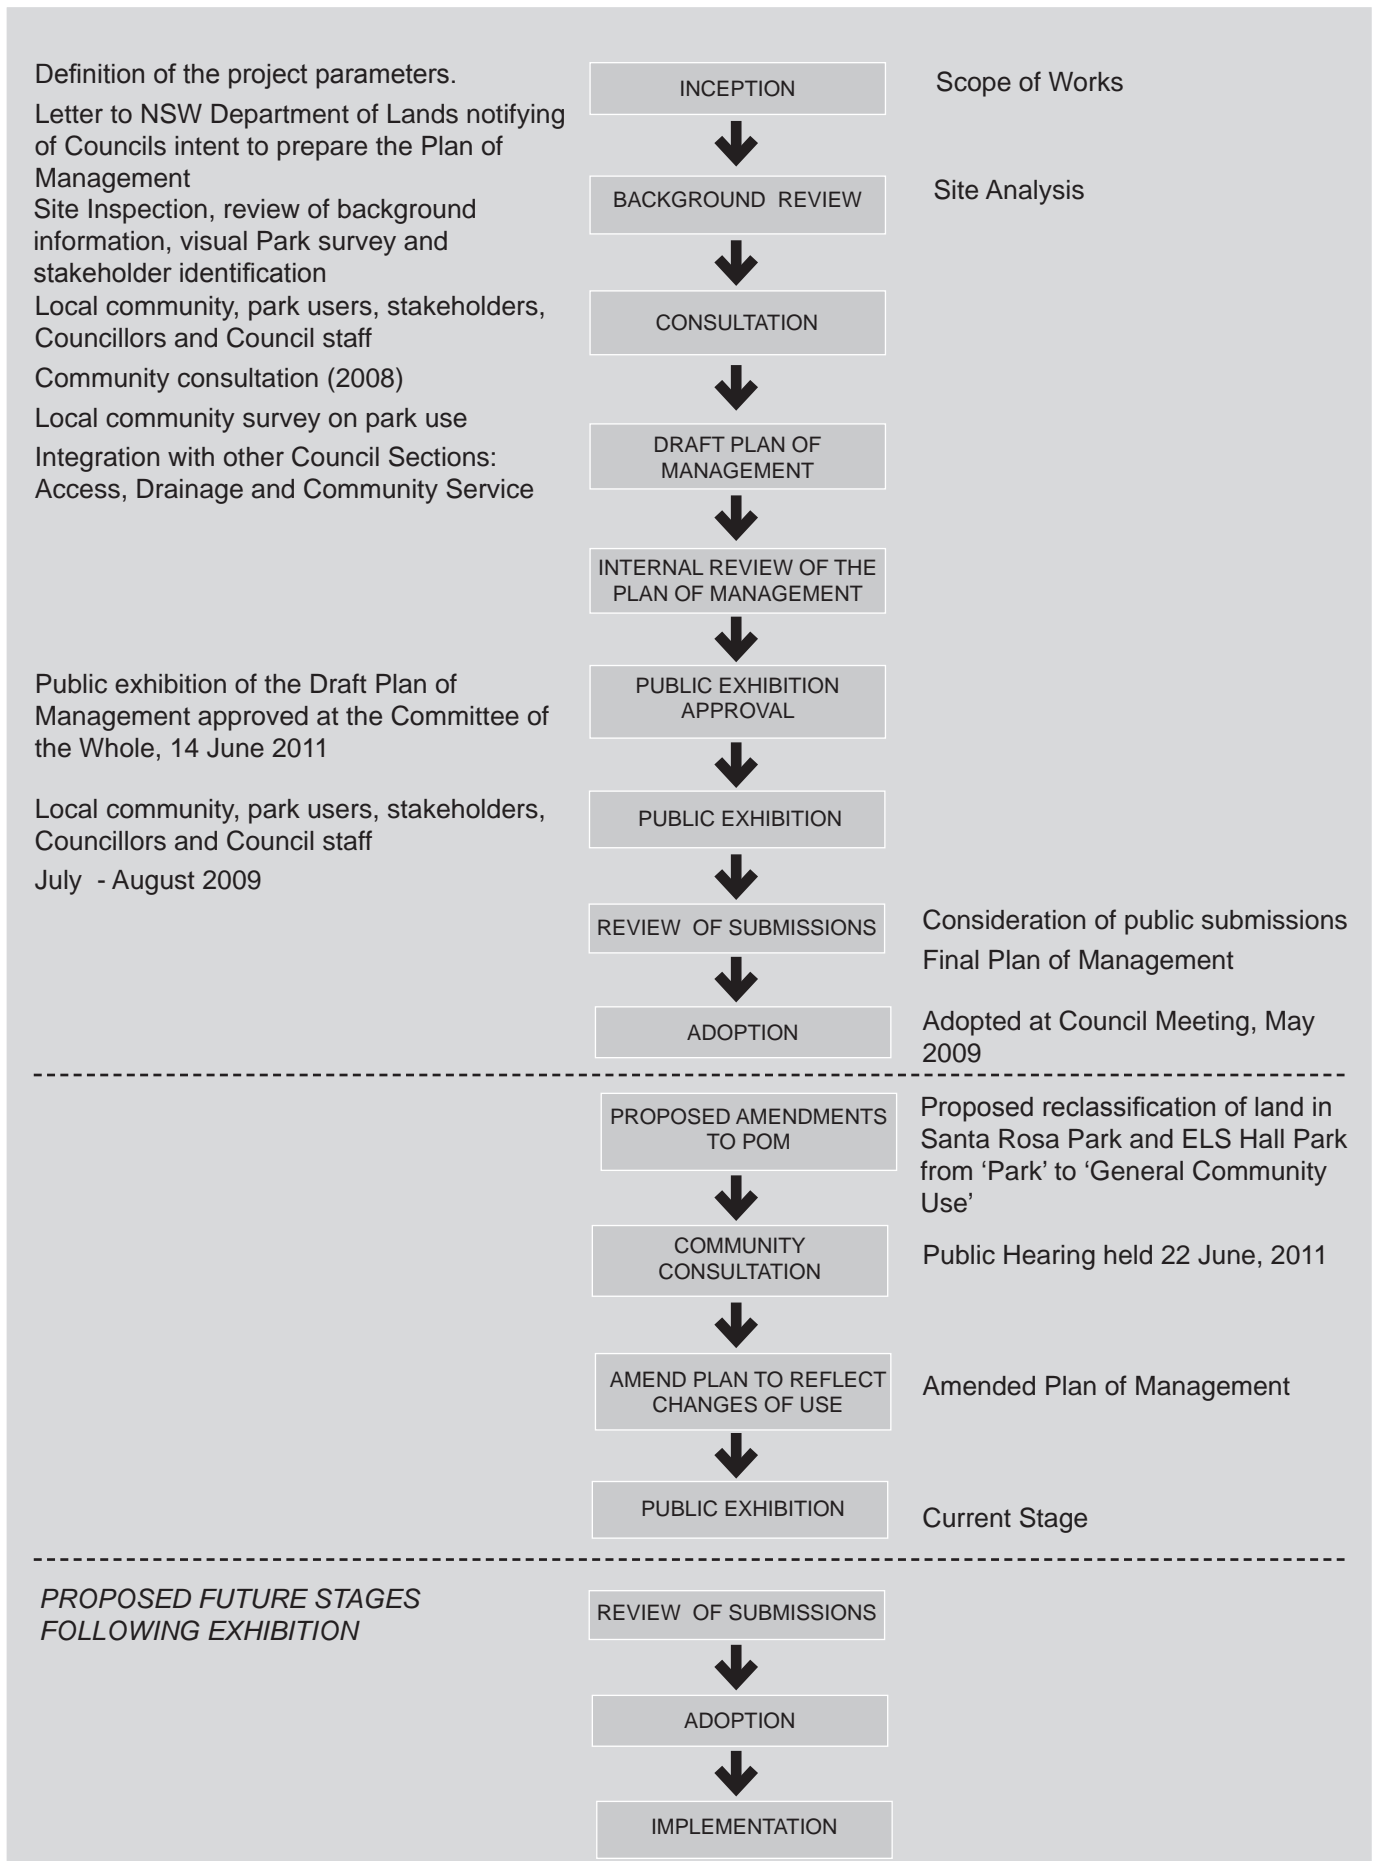 Definition of the project parameters.
INCEPTION
Scope of Works
Letter to NSW Department of Lands notifying
of Councils intent to prepare the Plan of
Management
Site Inspection, review of background
information, visual Park survey and
stakeholder identification
BACKGROUND REVIEW
Site Analysis
Local community, park users, stakeholders,
Councillors and Council staff
CONSULTATION
Community consultation (2008)
Local community survey on park use
Integration with other Council Sections:
Access, Drainage and Community Service
DRAFT PLAN OF
MANAGEMENT
INTERNAL REVIEW OF THE
PLAN OF MANAGEMENT
Public exhibition of the Draft Plan of
Management approved at the Committee of
the Whole, 14 June 2011
PUBLIC EXHIBITION
APPROVAL
Local community, park users, stakeholders,
Councillors and Council staff
July - August 2009
PUBLIC EXHIBITION
REVIEW OF SUBMISSIONS
Consideration of public submissions
Final Plan of Management
ADOPTION
Adopted at Council Meeting, May
2009
PROPOSED AMENDMENTS
TO POM
Proposed reclassification of land in
Santa Rosa Park and ELS Hall Park
from ‘Park’ to ‘General Community
Use’
COMMUNITY
CONSULTATION
Public Hearing held 22 June, 2011
AMEND PLAN TO REFLECT
CHANGES OF USE
Amended Plan of Management
PUBLIC EXHIBITION
Current Stage
PROPOSED FUTURE STAGES
FOLLOWING EXHIBITION
REVIEW OF SUBMISSIONS
ADOPTION
IMPLEMENTATION